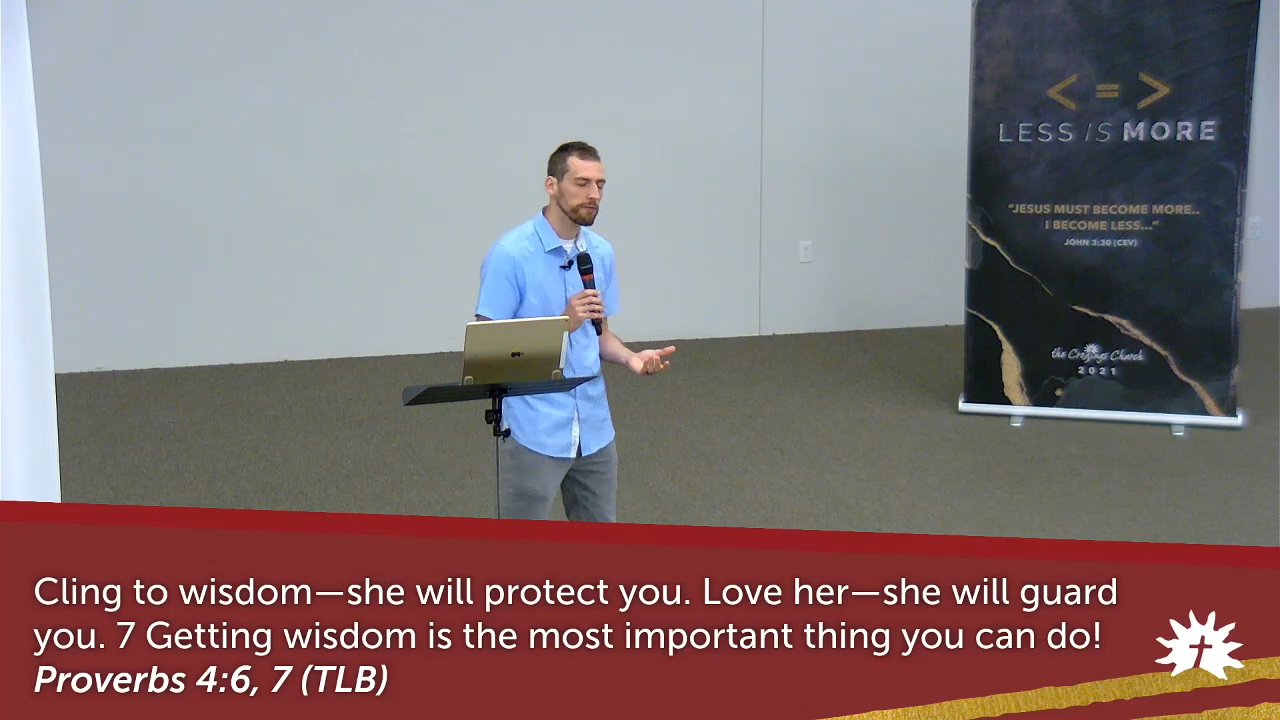 < = >
LESS IS MORE
"JESUS MUST BECOME MORE..
I BECOME LESS..."
JOHN 3:30 (CEV)
the Crossings Church
2021
Cling to wisdom—she will protect you. Love her—she will guard
you. 7 Getting wisdom is the most important thing you can do!
Proverbs 4:6, 7 (TLB)